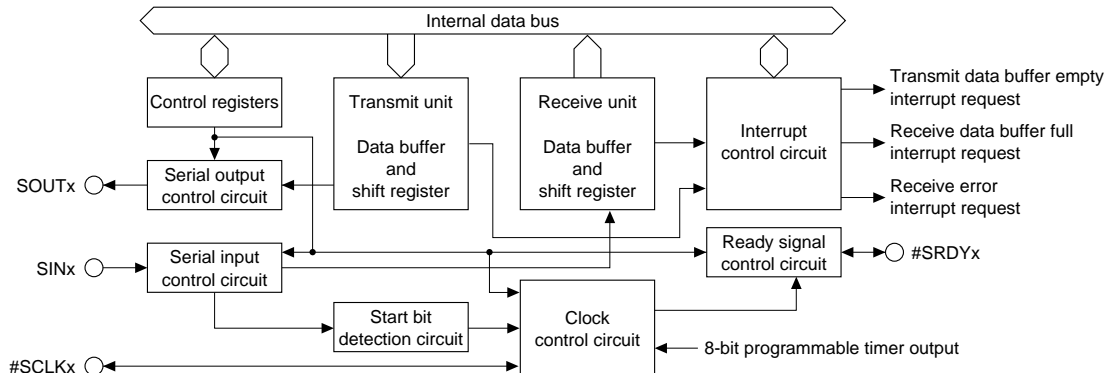 Internal data bus
Control registers
Transmit unit
Data buffer
and
shift register
Receive unit
Data buffer
and
shift register
Interrupt
control circuit
Transmit data buffer empty
interrupt request
Receive data buffer full
interrupt request
Receive error
interrupt request
SOUTx
Serial output
control circuit
SINx
Serial input
control circuit
Ready signal
control circuit
#SRDYx
Start bit
detection circuit
Clock
control circuit
8-bit programmable timer output
#SCLKx